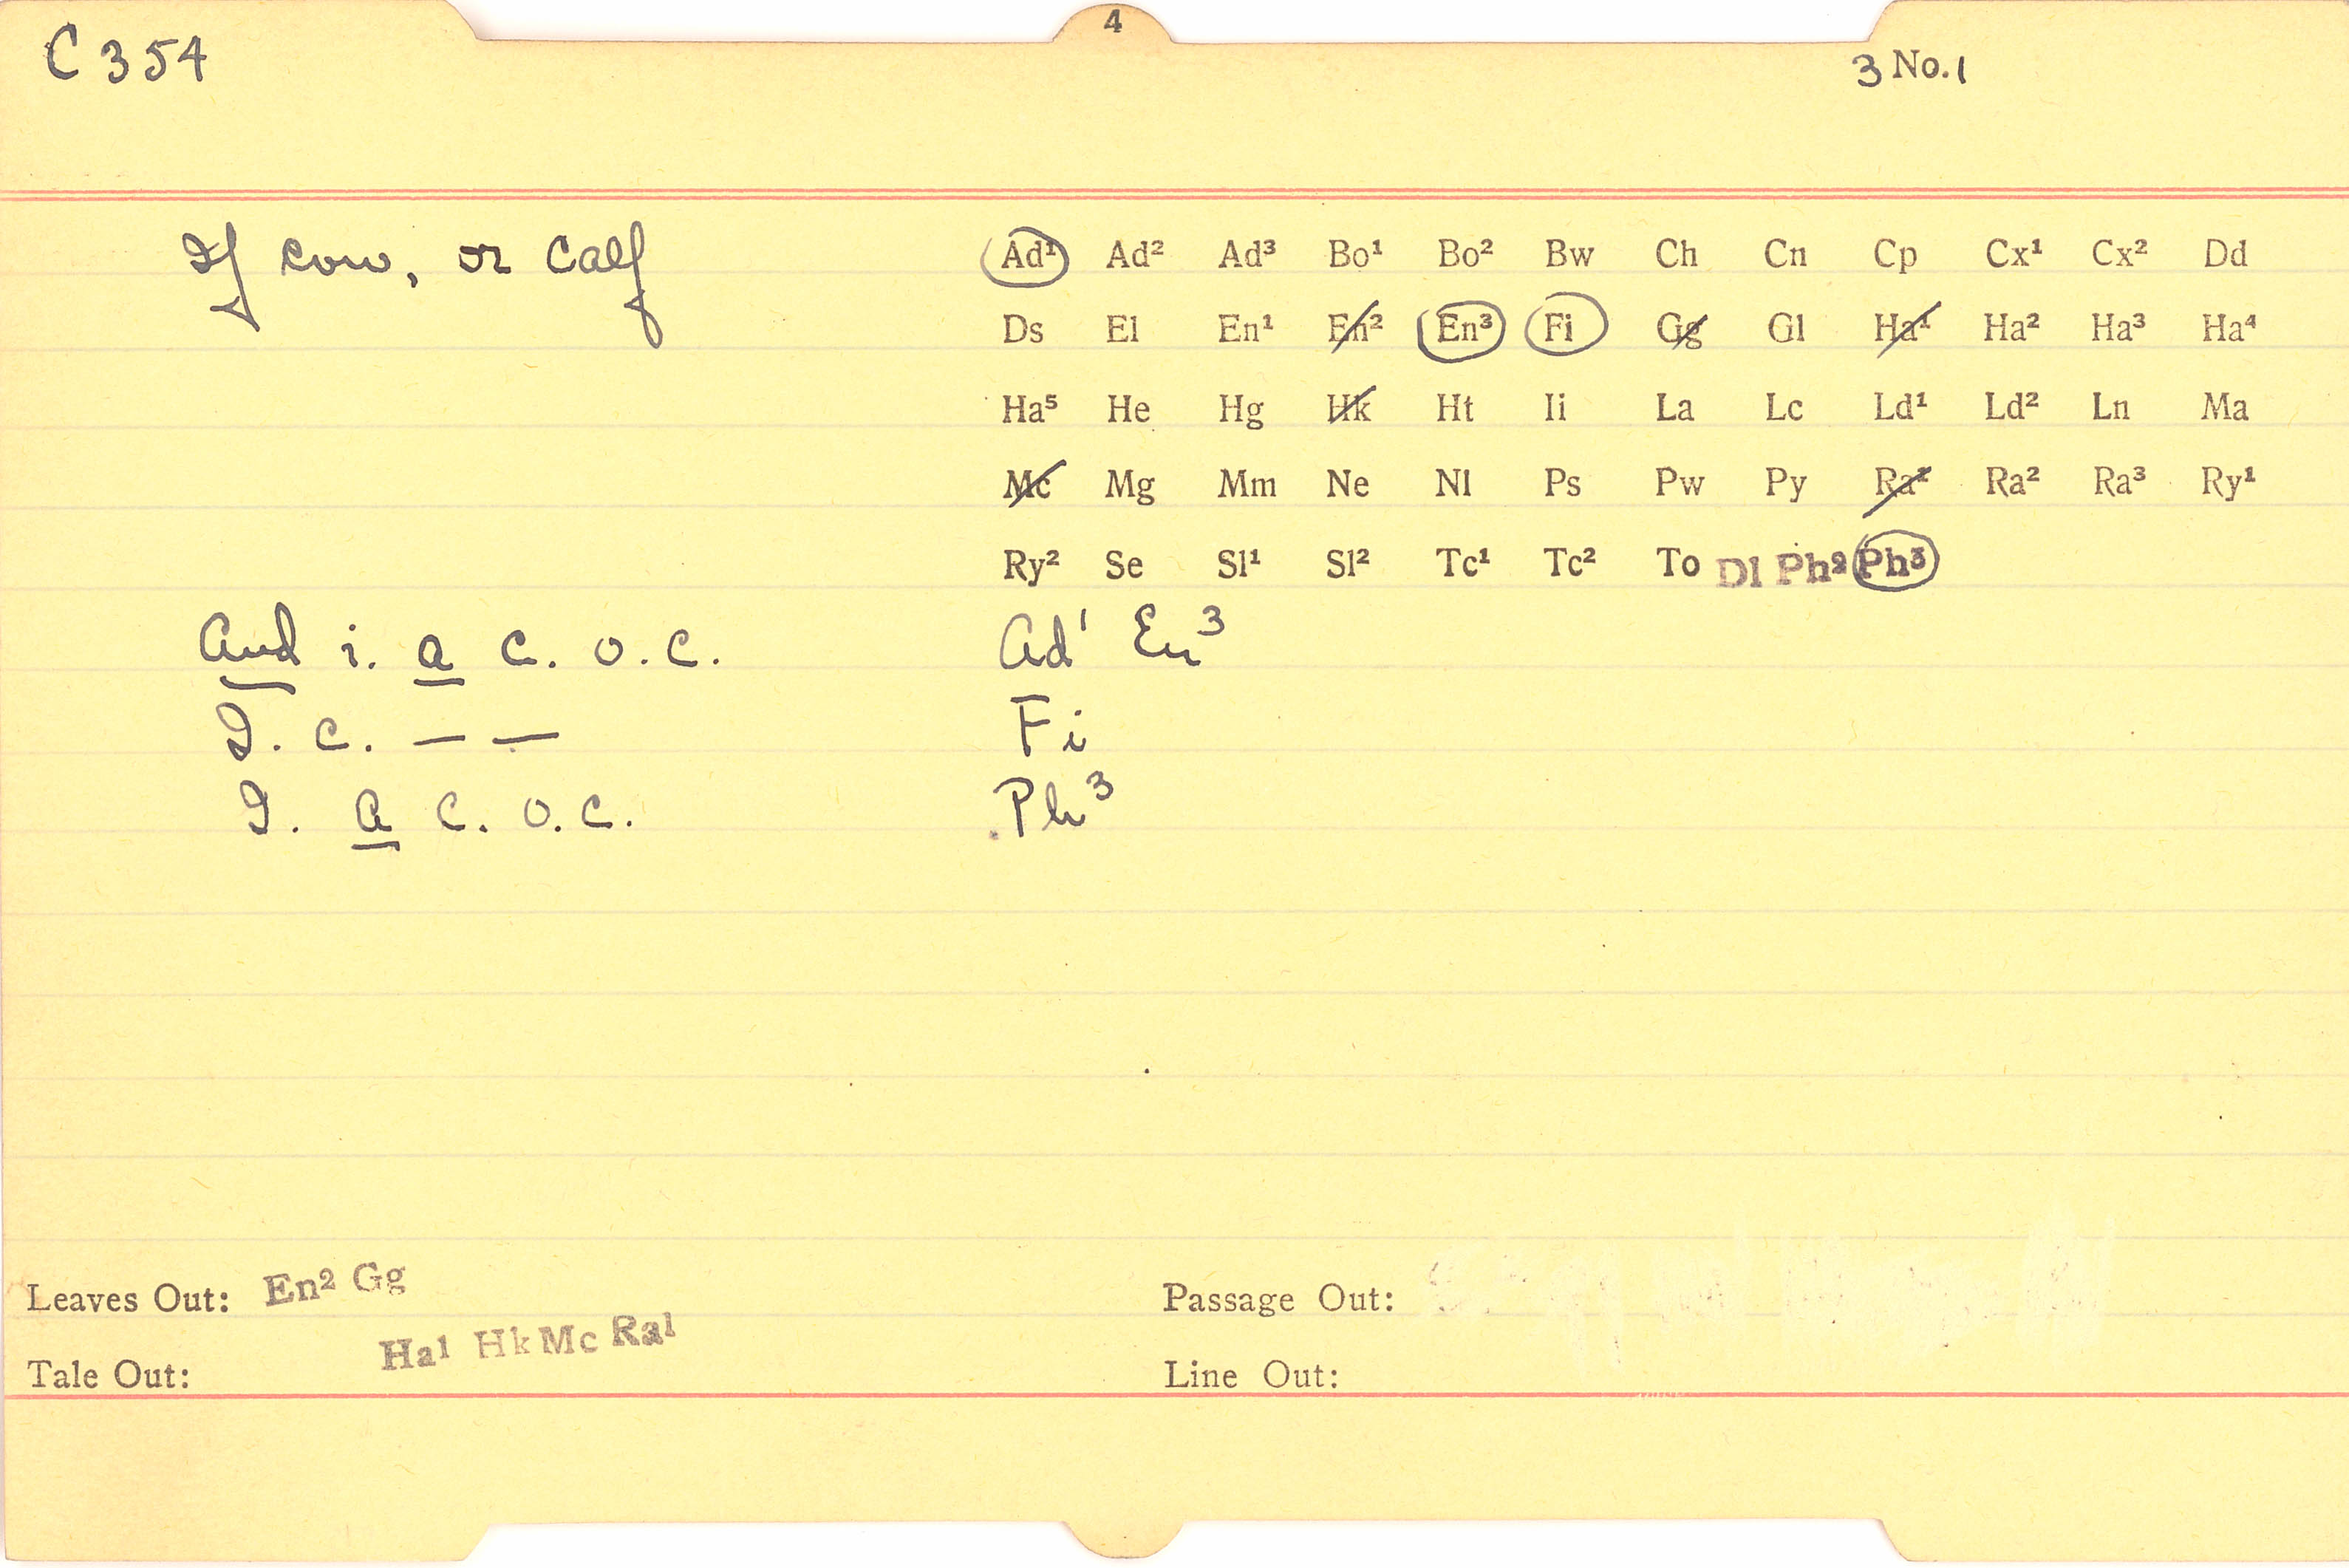 4
C 354
3 No. 1
If cow, or calf
Ad¹ Ad² Ad³ Bo¹ Bo² Bw Ch Cn Cp Cx¹ Cx² Dd
Ds El En¹ En² En³ Fi Gg Gl Ha¹ Ha² Ha³ Ha⁴
Ha⁵ He Hg Hk Ht Ii La Lc Ld¹ Ld² Ln Ma
Mc Mg Mm Ne Nl Ps Pw Py Ra¹ Ra² Ra³ Ry¹
Ry² Se Sl¹ Sl² Tc¹ Tc² To Dl Ph² Ph³
And i. a c. o. c. Ad¹ En³
I. c. — — Fi
I. a c. o. c. Ph³
Leaves Out: En² Gg
Passage Out:
Ha¹ Hk Mc Ra¹
Tale Out:
Line Out: